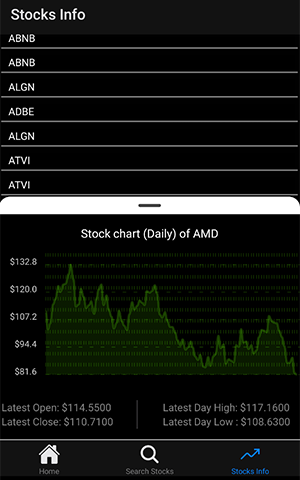 Stocks Info
ABNB
ABNB
ALGN
ADBE
ALGN
ATVI
ATVI
Stock chart (Daily) of AMD
$132.8
$120.0
$107.2
$94.4
$81.6
Latest Open: $114.5500
Latest Close: $110.7100
Latest Day High: $117.1600
Latest Day Low : $108.6300
Home
Search Stocks
Stocks Info